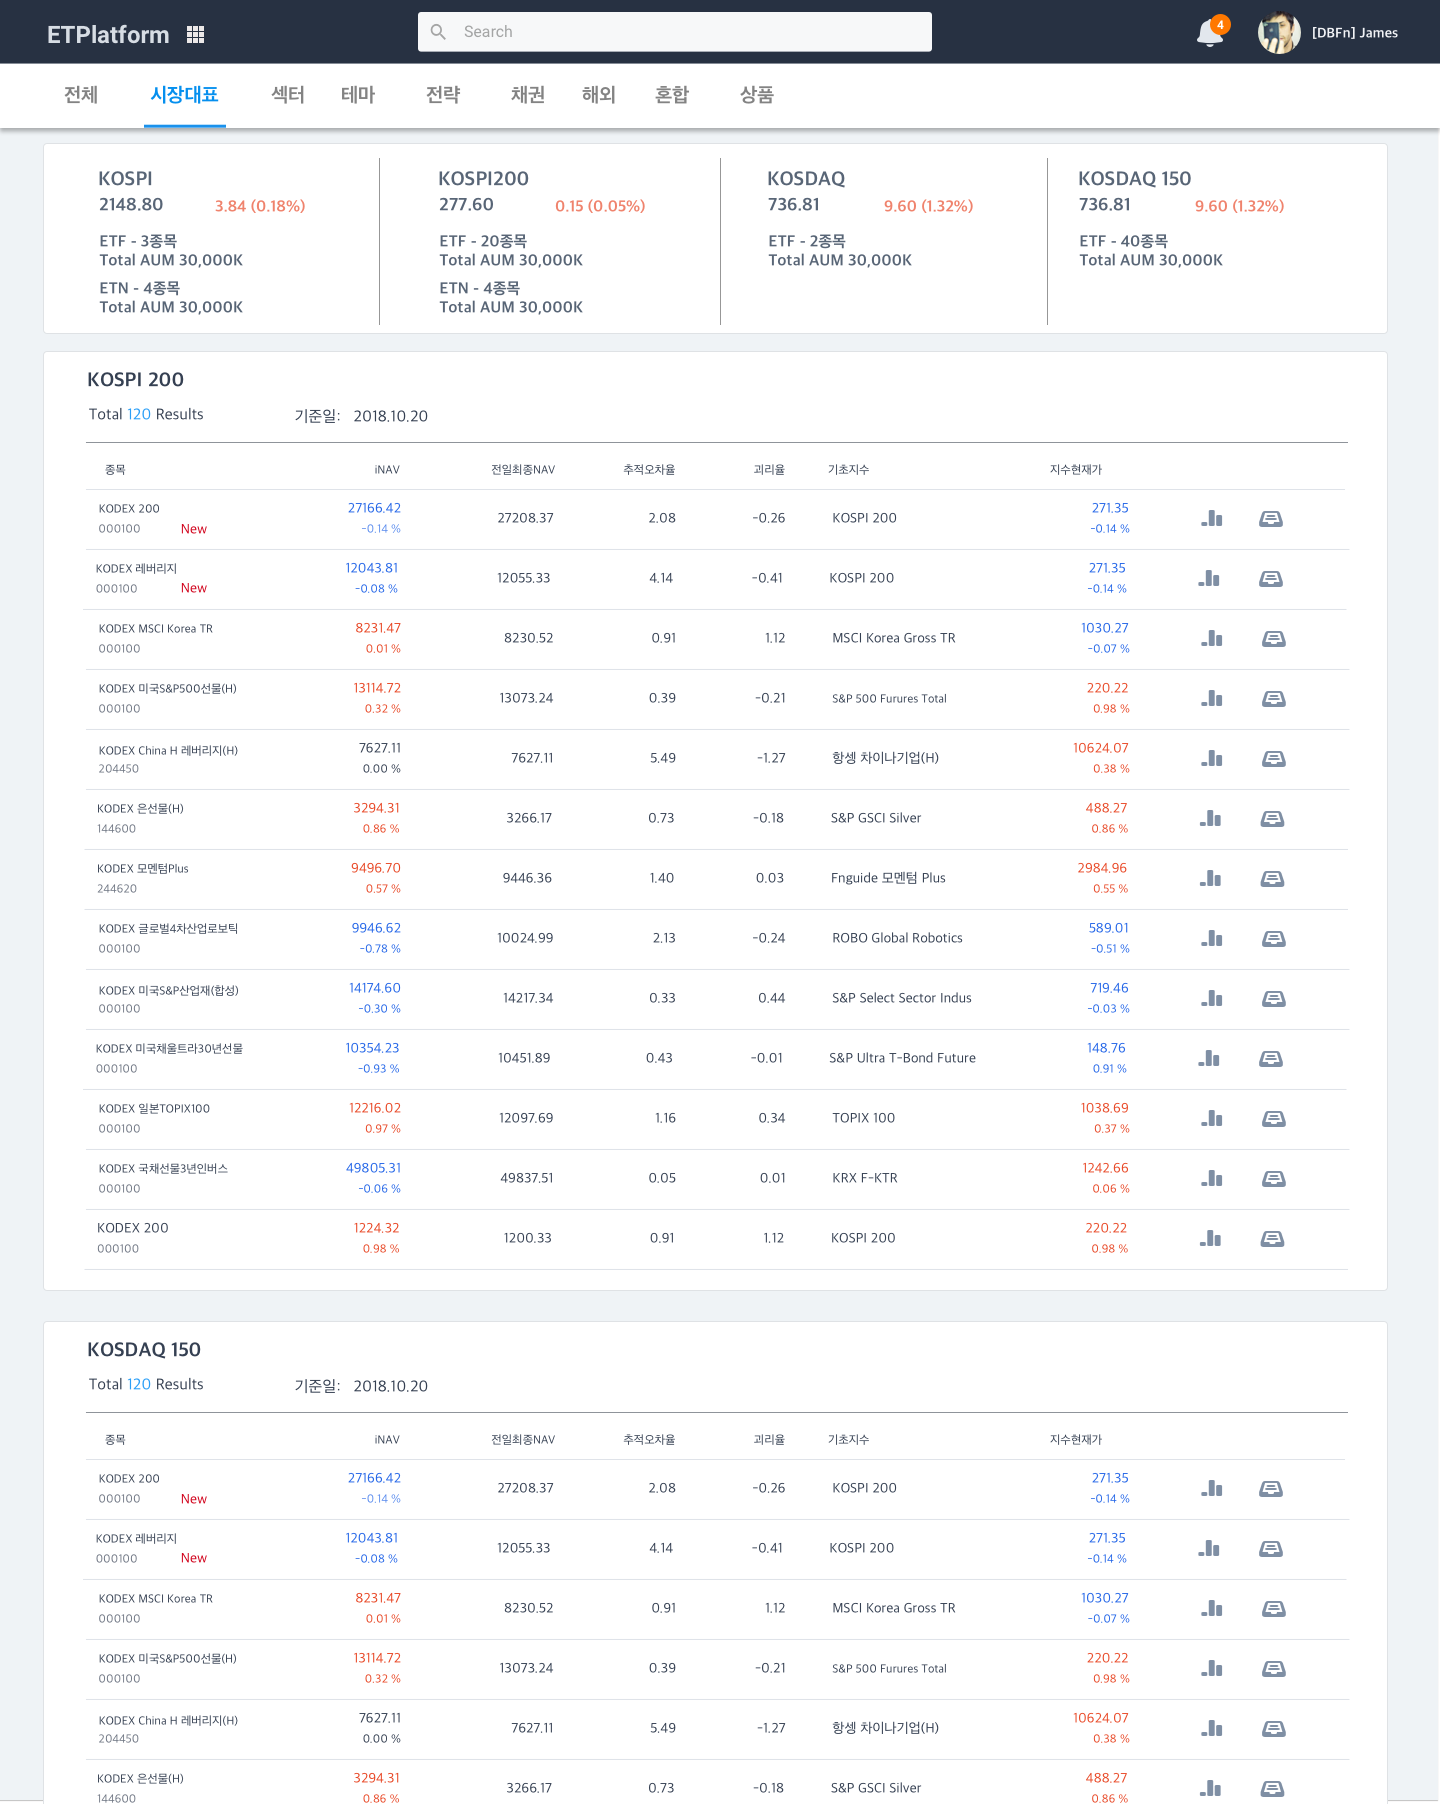 ETPlatform
Search
4
[DBFn] James
전체 시장대표 섹터 테마 전략 채권 해외 혼합 상품
KOSPI
2148.80 3.84 (0.18%)
ETF - 3종목
Total AUM 30,000K
ETN - 4종목
Total AUM 30,000K
KOSPI200
277.60 0.15 (0.05%)
ETF - 20종목
Total AUM 30,000K
ETN - 4종목
Total AUM 30,000K
KOSDAQ
736.81 9.60 (1.32%)
ETF - 2종목
Total AUM 30,000K
KOSDAQ 150
736.81 9.60 (1.32%)
ETF - 40종목
Total AUM 30,000K
KOSPI 200
Total 120 Results 기준일: 2018.10.20
종목 iNAV 전일최종NAV 추적오차율 괴리율 기초지수 지수현재가
KODEX 200 27166.42 27208.37 2.08 -0.26 KOSPI 200 271.35
000100 New -0.14 % -0.14 %
KODEX 레버리지 12043.81 12055.33 4.14 -0.41 KOSPI 200 271.35
000100 New -0.08 % -0.14 %
KODEX MSCI Korea TR 8231.47 8230.52 0.91 1.12 MSCI Korea Gross TR 1030.27
000100 0.01 % -0.07 %
KODEX 미국S&P500선물(H) 13114.72 13073.24 0.39 -0.21 S&P 500 Furures Total 220.22
000100 0.32 % 0.98 %
KODEX China H 레버리지(H) 7627.11 7627.11 5.49 -1.27 항셍 차이나기업(H) 10624.07
204450 0.00 % 0.38 %
KODEX 은선물(H) 3294.31 3266.17 0.73 -0.18 S&P GSCI Silver 488.27
144600 0.86 % 0.86 %
KODEX 모멘텀Plus 9496.70 9446.36 1.40 0.03 Fnguide 모멘텀 Plus 2984.96
244620 0.57 % 0.55 %
KODEX 글로벌4차산업로보틱 9946.62 10024.99 2.13 -0.24 ROBO Global Robotics 589.01
000100 -0.78 % -0.51 %
KODEX 미국S&P산업재(합성) 14174.60 14217.34 0.33 0.44 S&P Select Sector Indus 719.46
000100 -0.30 % -0.03 %
KODEX 미국채울트라30년선물 10354.23 10451.89 0.43 -0.01 S&P Ultra T-Bond Future 148.76
000100 -0.93 % 0.91 %
KODEX 일본TOPIX100 12216.02 12097.69 1.16 0.34 TOPIX 100 1038.69
000100 0.97 % 0.37 %
KODEX 국채선물3년인버스 49805.31 49837.51 0.05 0.01 KRX F-KTR 1242.66
000100 -0.06 % 0.06 %
KODEX 200 1224.32 1200.33 0.91 1.12 KOSPI 200 220.22
000100 0.98 % 0.98 %
KOSDAQ 150
Total 120 Results 기준일: 2018.10.20
종목 iNAV 전일최종NAV 추적오차율 괴리율 기초지수 지수현재가
KODEX 200 27166.42 27208.37 2.08 -0.26 KOSPI 200 271.35
000100 New -0.14 % -0.14 %
KODEX 레버리지 12043.81 12055.33 4.14 -0.41 KOSPI 200 271.35
000100 New -0.08 % -0.14 %
KODEX MSCI Korea TR 8231.47 8230.52 0.91 1.12 MSCI Korea Gross TR 1030.27
000100 0.01 % -0.07 %
KODEX 미국S&P500선물(H) 13114.72 13073.24 0.39 -0.21 S&P 500 Furures Total 220.22
000100 0.32 % 0.98 %
KODEX China H 레버리지(H) 7627.11 7627.11 5.49 -1.27 항셍 차이나기업(H) 10624.07
204450 0.00 % 0.38 %
KODEX 은선물(H) 3294.31 3266.17 0.73 -0.18 S&P GSCI Silver 488.27
144600 0.86 % 0.86 %